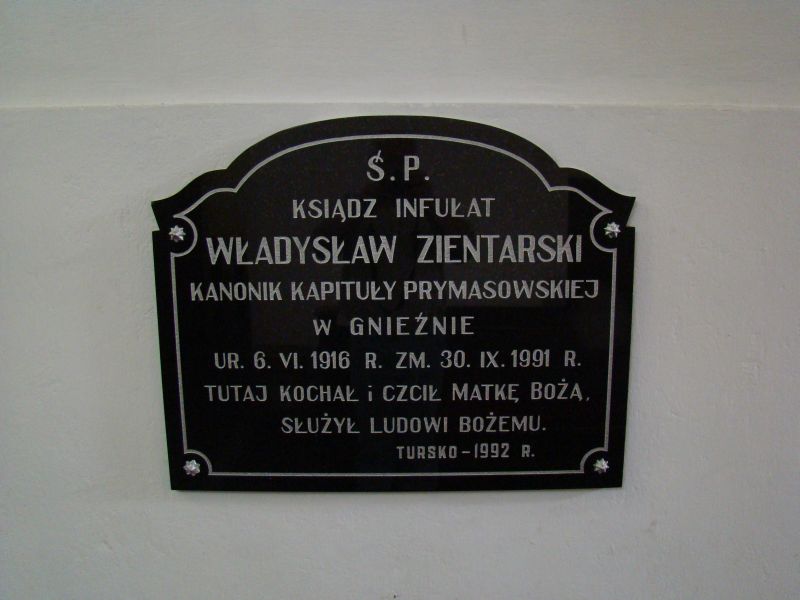 Ś.P.
KSIĄDZ INFUŁAT
WŁADYSŁAW ZIENTARSKI
KANONIK KAPITUŁY PRYMASOWSKIEJ
W GNIEŹNIE
UR. 6. VI. 1916 R. ZM. 30. IX. 1991 R.
TUTAJ KOCHAŁ i CZCIŁ MATKĘ BOŻĄ,
SŁUŻYŁ LUDOWI BOŻEMU.
TURSKO - 1992 R.